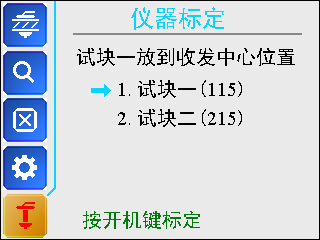 仪器标定
试块一放到收发中心位置
1. 试块一(115)
2. 试块二(215)
按开机键标定